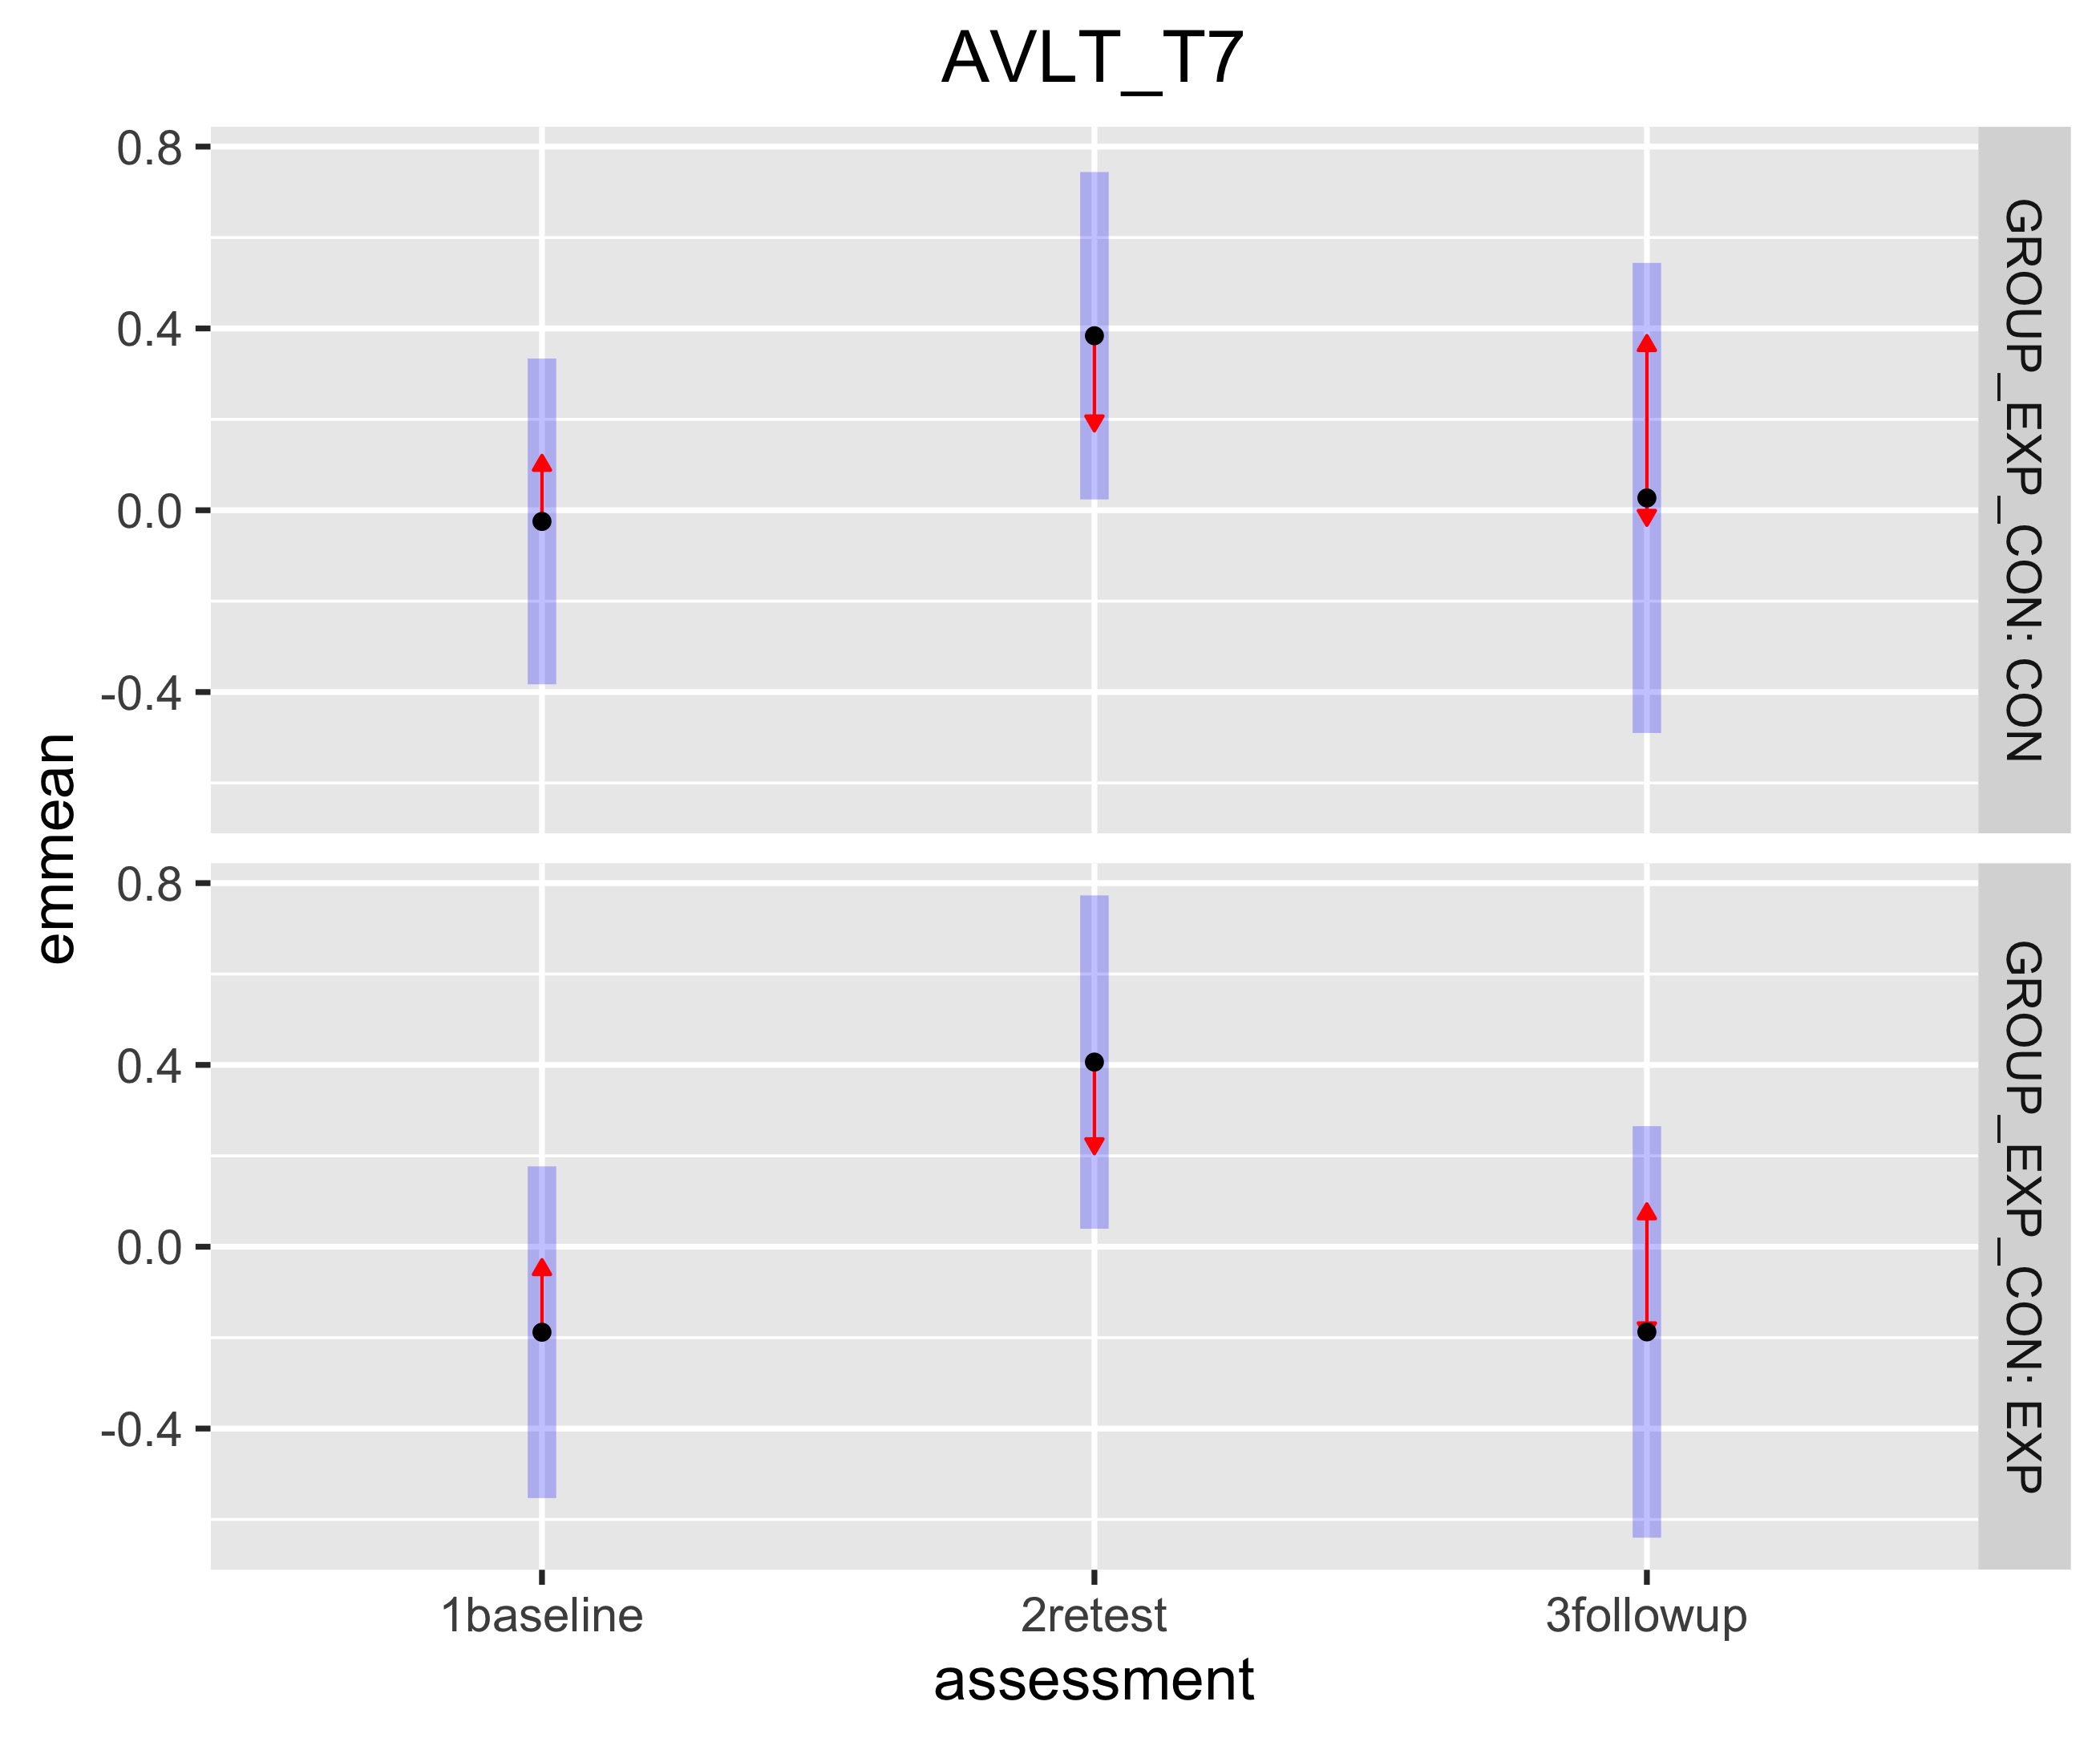 AVLT_T7
0.8
0.4
0.0
-0.4
GROUP_EXP_CON: CON
emmean
0.8
0.4
0.0
-0.4
GROUP_EXP_CON: EXP
1baseline 2retest 3followup
assessment